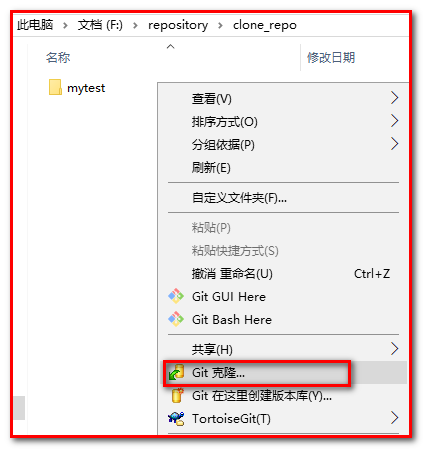 此电脑 > 文档 (F:) > repository > clone_repo
名称 修改日期
mytest
查看(V)
排序方式(O)
分组依据(P)
刷新(E)
自定义文件夹(F)...
粘贴(P)
粘贴快捷方式(S)
撤消 重命名(U) Ctrl+Z
Git GUI Here
Git Bash Here
共享(H)
Git 克隆...
Git 在这里创建版本库(Y)...
TortoiseGit(T)